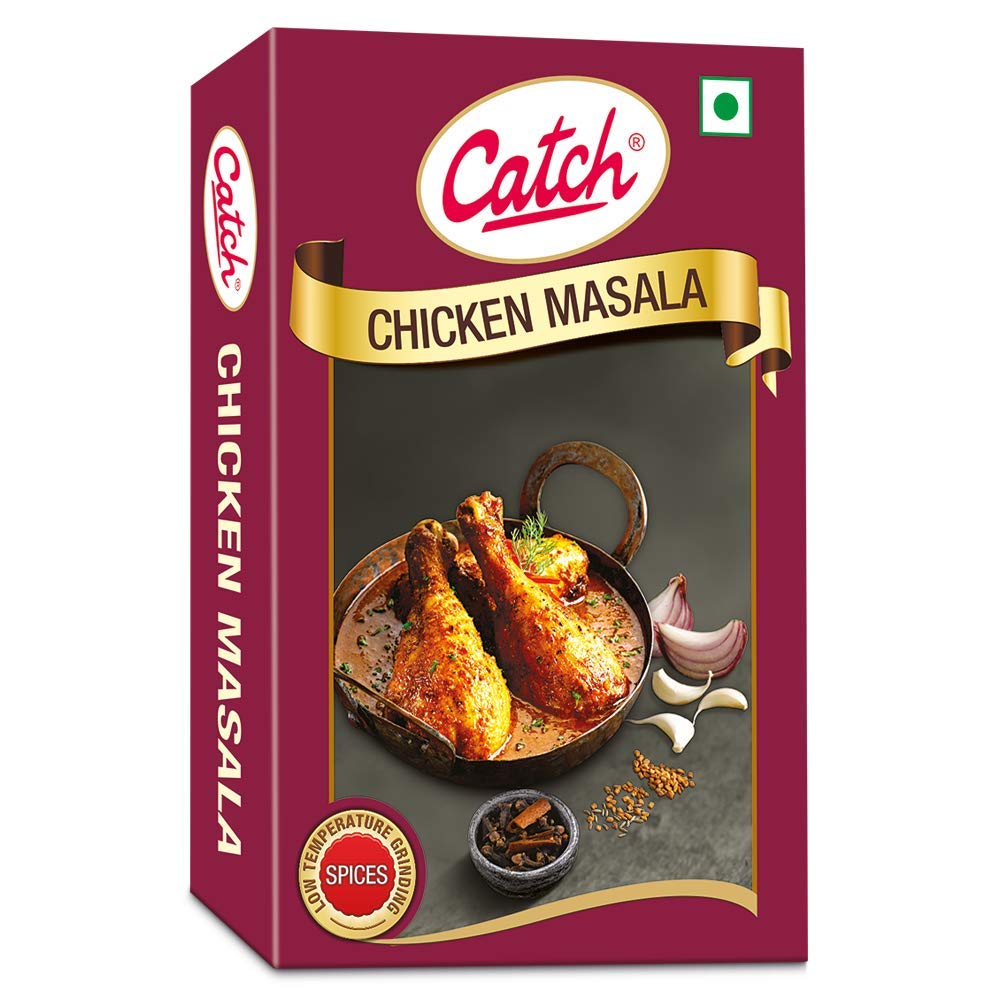 Catch®
CHICKEN MASALA
Catch®
CHICKEN MASALA
LOW TEMPERATURE GRINDING
SPICES